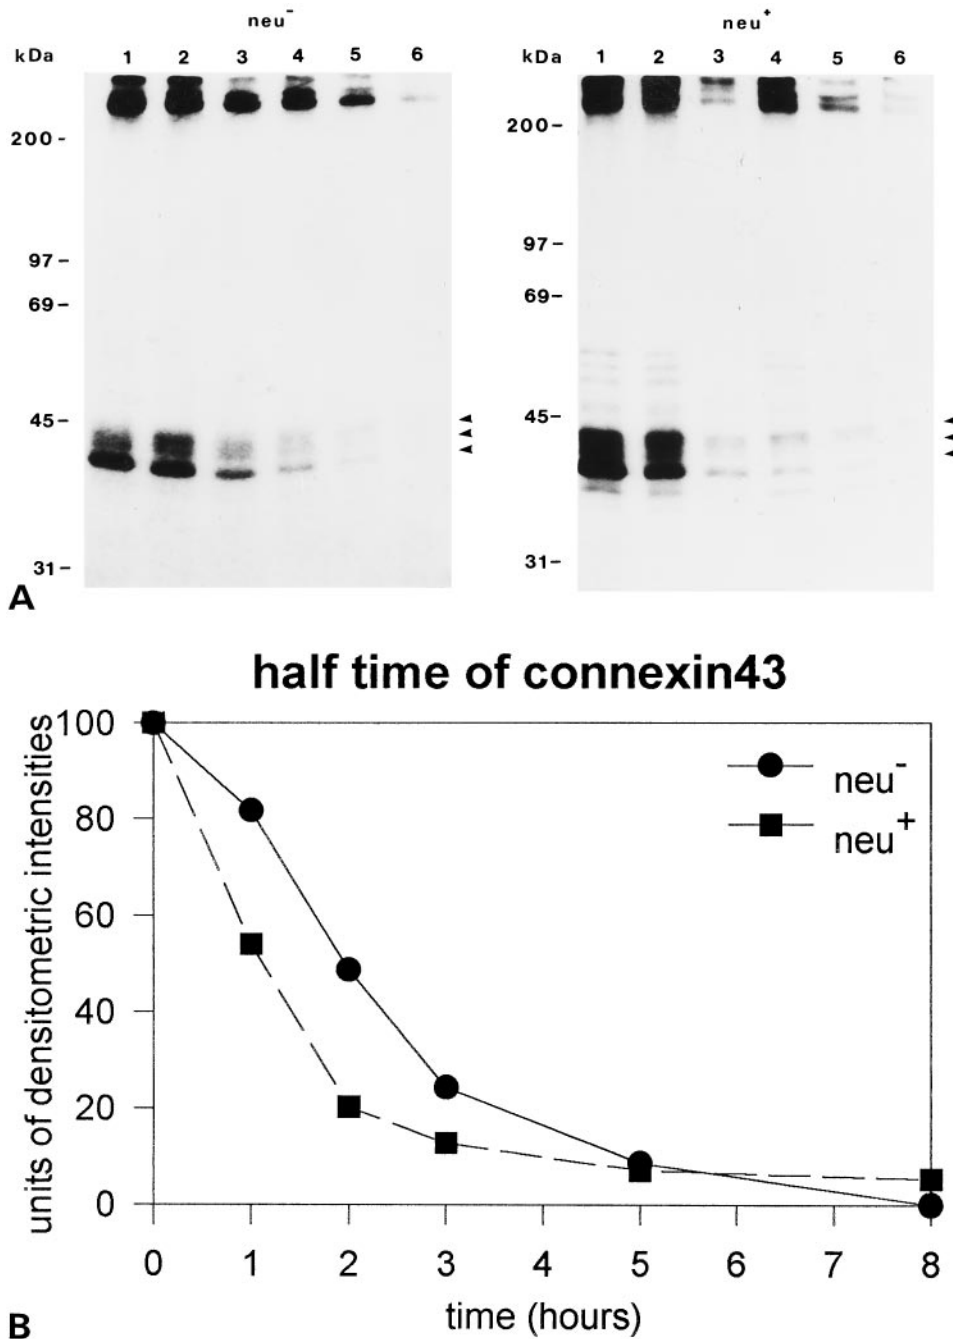 neu-
kDa 1 2 3 4 5 6
200-
97-
69-
45-
31-
neu+
kDa 1 2 3 4 5 6
200-
97-
69-
45-
31-
A
half time of connexin43
units of densitometric intensities
100
80
60
40
20
0
neu-
neu+
0 1 2 3 4 5 6 7 8
time (hours)
B